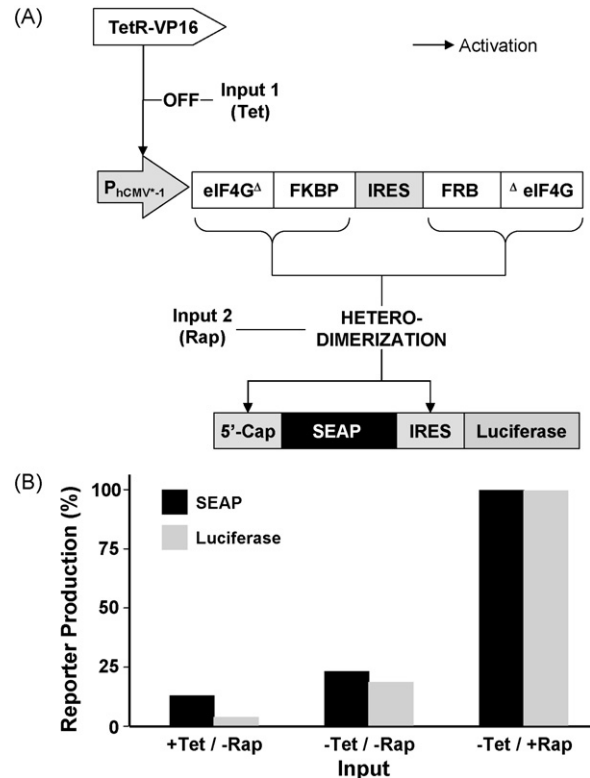 (A)
TetR-VP16
Activation
OFF
Input 1
(Tet)
PhCMV*-1
eIF4GΔ
FKBP
IRES
FRB
Δ eIF4G
Input 2
(Rap)
HETERO-
DIMERIZATION
5’-Cap
SEAP
IRES
Luciferase
(B)
Reporter Production (%)
100
75
50
25
0
SEAP
Luciferase
+Tet / -Rap
-Tet / -Rap
-Tet / +Rap
Input